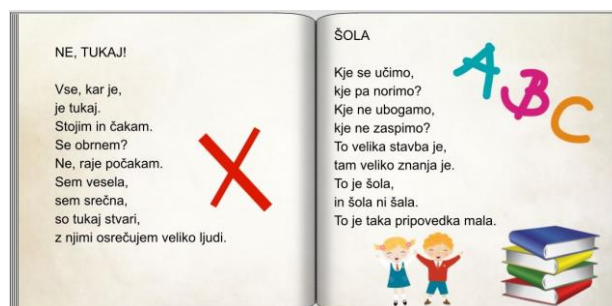 NE, TUKAJ!
Vse, kar je,
je tukaj.
Stojim in čakam.
Se obrnem?
Ne, raje počakam.
Sem vesela,
sem srečna,
so tukaj stvari,
z njimi osrečujem veliko ljudi.
ŠOLA
Kje se učimo,
kje pa norimo?
Kje ne ubogamo,
kje ne zaspimo?
To velika stavba je,
tam veliko znanja je.
To je šola,
in šola ni šala.
To je taka pripovedka mala.
ABC